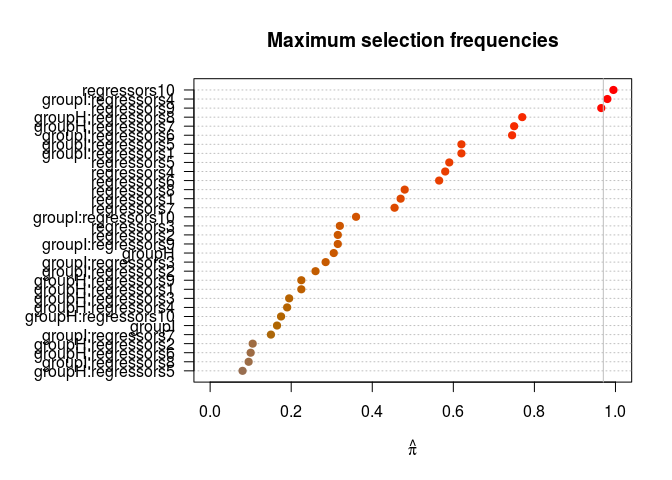 Maximum selection frequencies
regressors10
groupI:regressors4
regressors9
groupH:regressors8
groupH:regressors7
groupI:regressors6
groupI:regressors5
groupI:regressors1
regressors5
regressors4
regressors6
regressors8
regressors1
regressors7
groupI:regressors10
regressors3
regressors2
groupI:regressors9
groupH
groupI:regressors3
groupI:regressors2
groupH:regressors9
groupH:regressors1
groupH:regressors3
groupH:regressors4
groupH:regressors10
groupI
groupI:regressors7
groupH:regressors2
groupH:regressors6
groupI:regressors8
groupH:regressors5
0.0 0.2 0.4 0.6 0.8 1.0
π̂